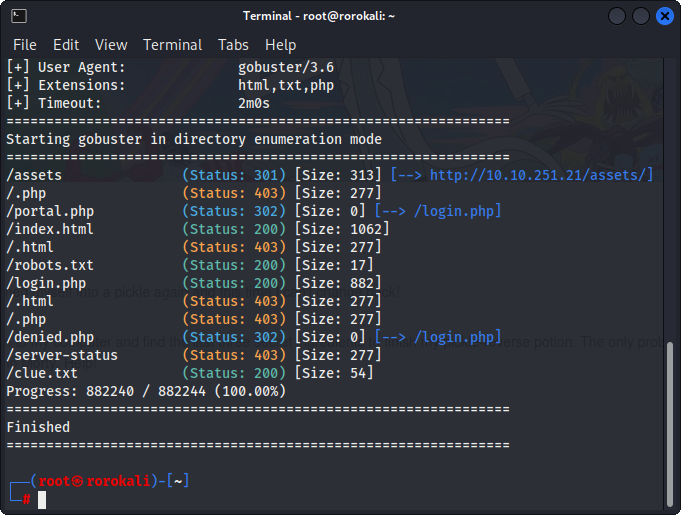 Terminal - root@rorokali: ~
File Edit View Terminal Tabs Help
[+] User Agent: gobuster/3.6
[+] Extensions: html,txt,php
[+] Timeout: 2m0s
===============================================================
Starting gobuster in directory enumeration mode
===============================================================
/assets (Status: 301) [Size: 313] [--> http://10.10.251.21/assets/]
/.php (Status: 403) [Size: 277]
/portal.php (Status: 302) [Size: 0] [--> /login.php]
/index.html (Status: 200) [Size: 1062]
/.html (Status: 403) [Size: 277]
/robots.txt (Status: 200) [Size: 17]
/login.php (Status: 200) [Size: 882]
/.html (Status: 403) [Size: 277]
/.php (Status: 403) [Size: 277]
/denied.php (Status: 302) [Size: 0] [--> /login.php]
/server-status (Status: 403) [Size: 277]
/clue.txt (Status: 200) [Size: 54]
Progress: 882240 / 882244 (100.00%)
===============================================================
Finished
===============================================================
┌──(root㉿rorokali)-[~]
└─#